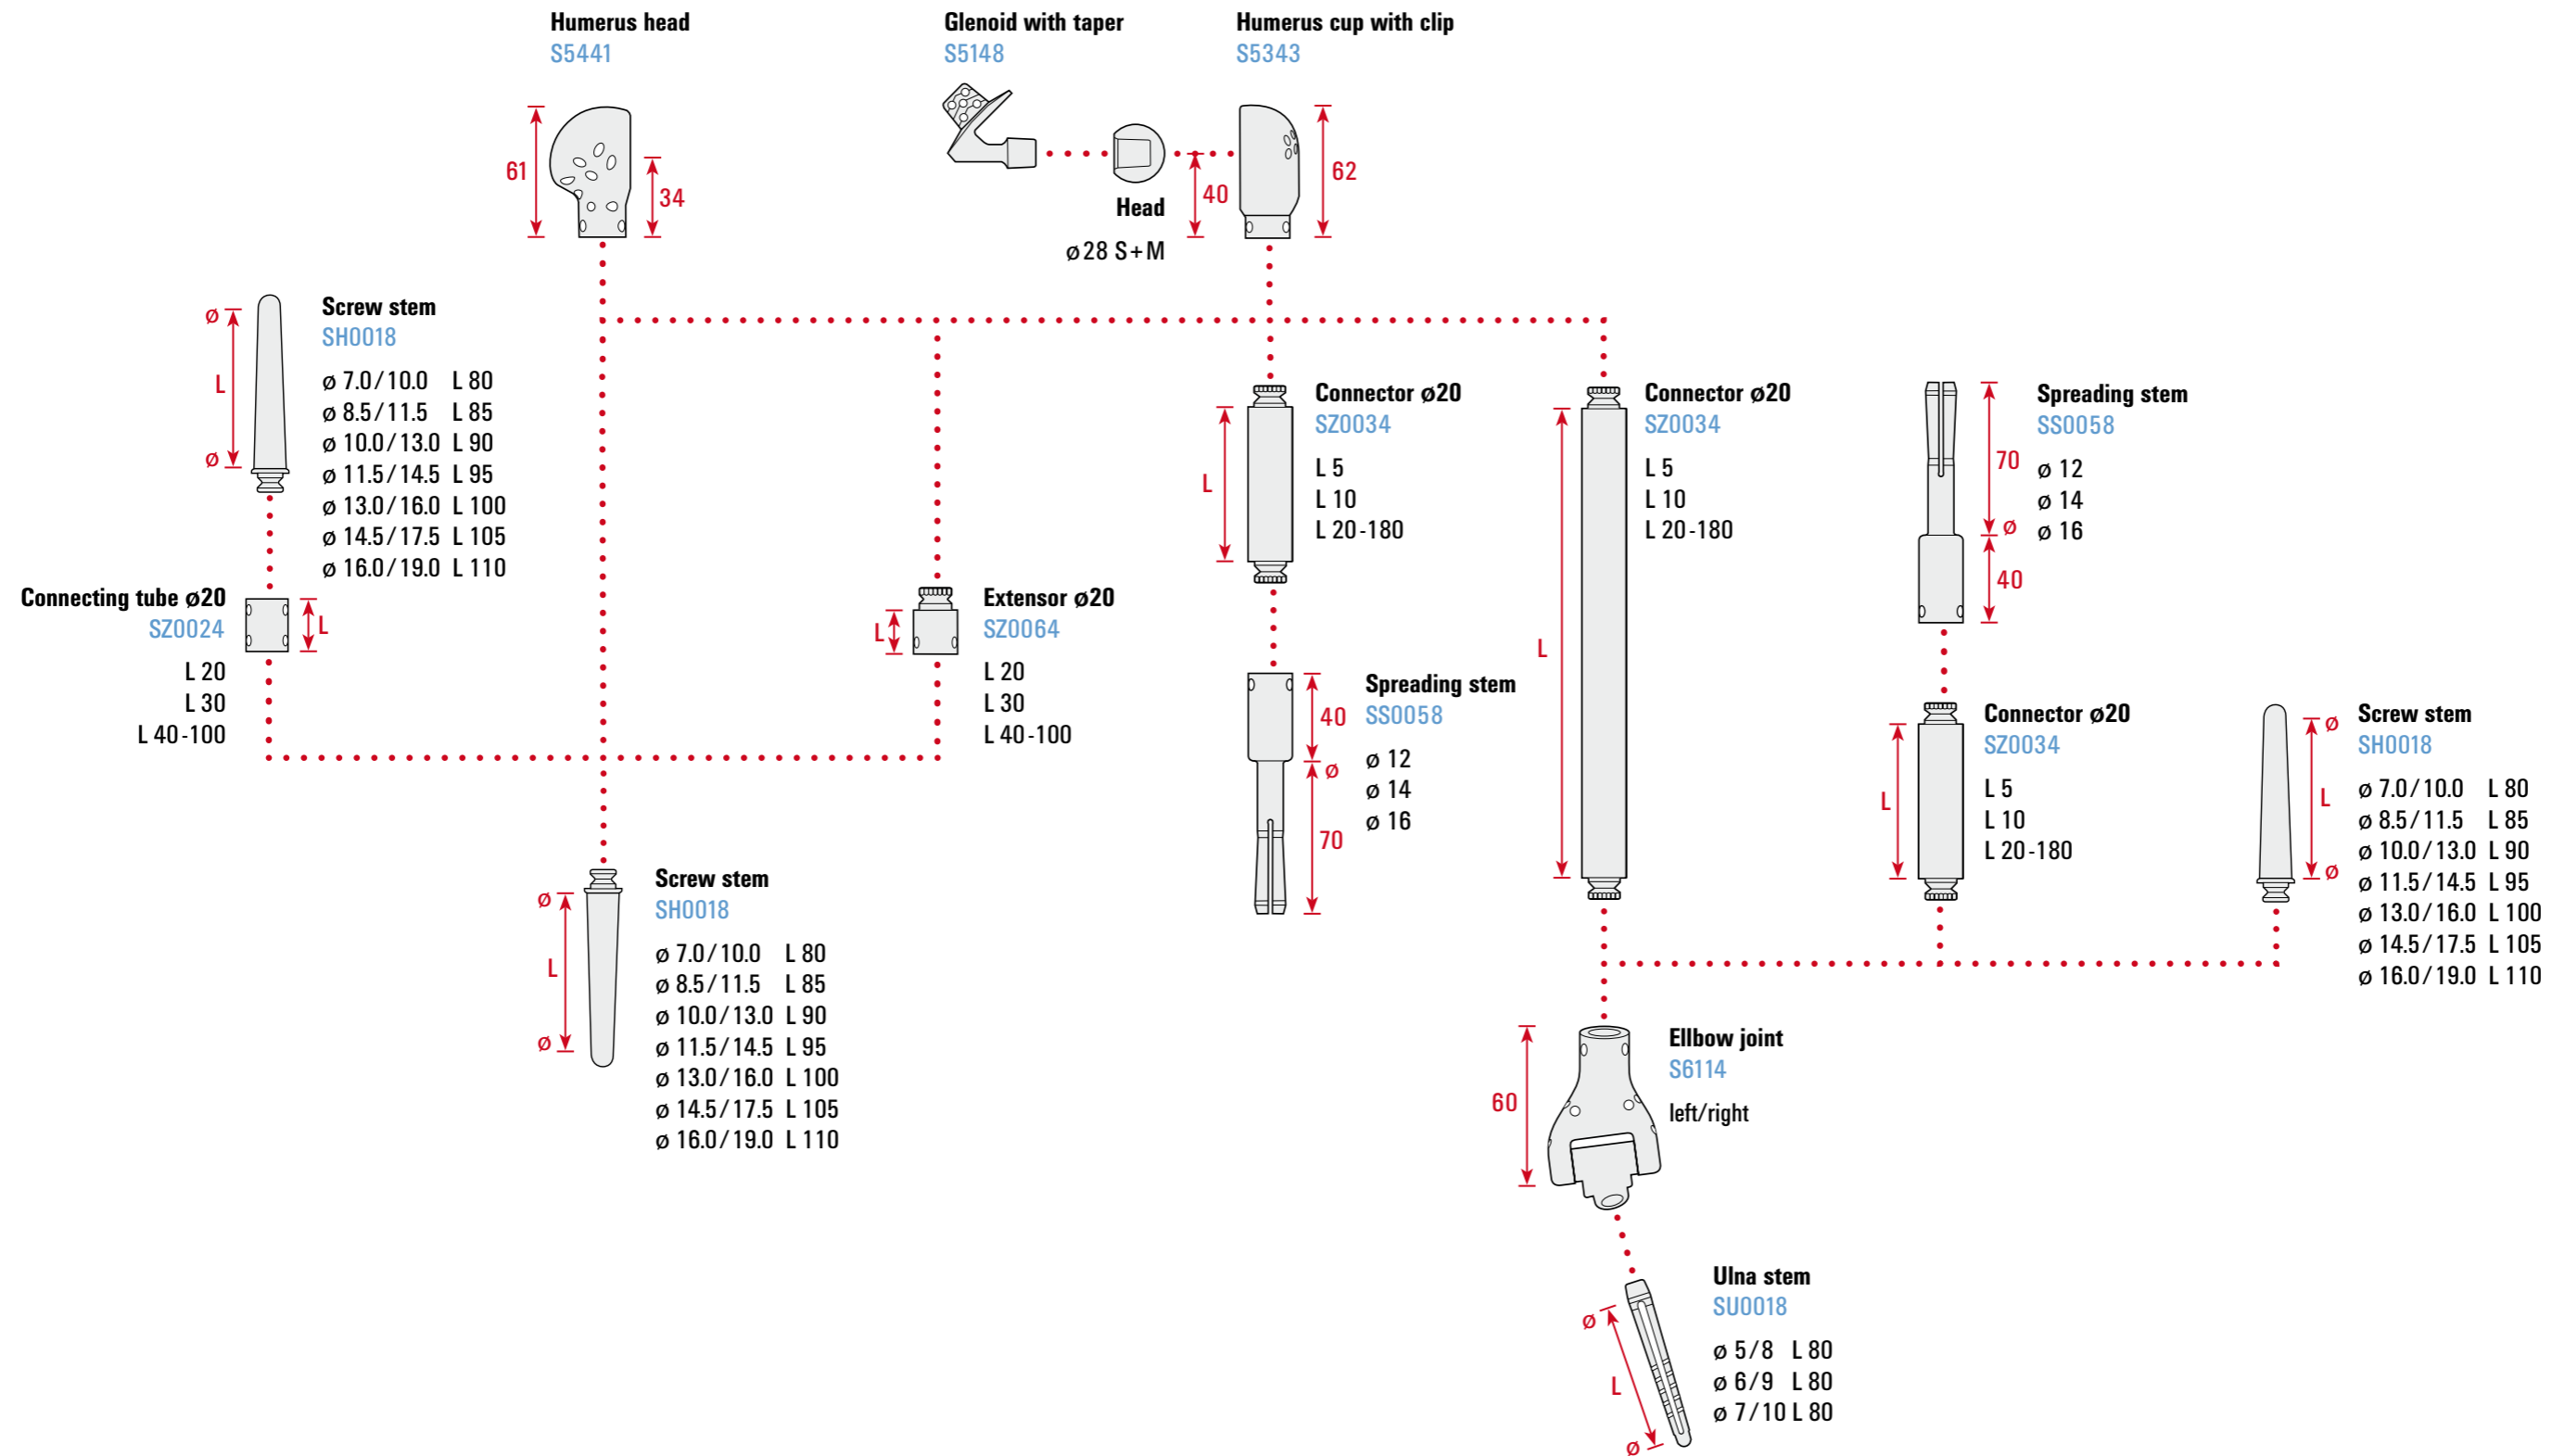 Humerus head
S5441
61
34
Glenoid with taper
S5148
Head
ø28 S+M
40
Humerus cup with clip
S5343
62
Screw stem
SH0018
ø
L
ø
ø 7.0/10.0 L 80
ø 8.5/11.5 L 85
ø 10.0/13.0 L 90
ø 11.5/14.5 L 95
ø 13.0/16.0 L 100
ø 14.5/17.5 L 105
ø 16.0/19.0 L 110
Connecting tube ø20
SZ0024
L
L 20
L 30
L 40-100
Extensor ø20
SZ0064
L
L 20
L 30
L 40-100
Screw stem
SH0018
ø
L
ø
ø 7.0/10.0 L 80
ø 8.5/11.5 L 85
ø 10.0/13.0 L 90
ø 11.5/14.5 L 95
ø 13.0/16.0 L 100
ø 14.5/17.5 L 105
ø 16.0/19.0 L 110
Connector ø20
SZ0034
L
L 5
L 10
L 20-180
Spreading stem
SS0058
40
ø
70
ø 12
ø 14
ø 16
Connector ø20
SZ0034
L
L 5
L 10
L 20-180
Spreading stem
SS0058
70
ø
40
ø 12
ø 14
ø 16
Connector ø20
SZ0034
L
L 5
L 10
L 20-180
Screw stem
SH0018
ø
L
ø
ø 7.0/10.0 L 80
ø 8.5/11.5 L 85
ø 10.0/13.0 L 90
ø 11.5/14.5 L 95
ø 13.0/16.0 L 100
ø 14.5/17.5 L 105
ø 16.0/19.0 L 110
Ellbow joint
S6114
60
left/right
Ulna stem
SU0018
ø
L
ø
ø 5/8 L 80
ø 6/9 L 80
ø 7/10 L 80